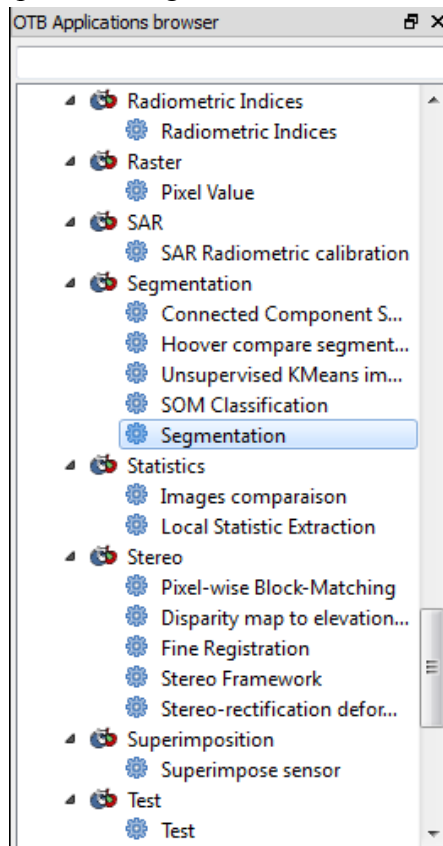 OTB Applications browser
Radiometric Indices
Radiometric Indices
Raster
Pixel Value
SAR
SAR Radiometric calibration
Segmentation
Connected Component S...
Hoover compare segment...
Unsupervised KMeans im...
SOM Classification
Segmentation
Statistics
Images comparaison
Local Statistic Extraction
Stereo
Pixel-wise Block-Matching
Disparity map to elevation...
Fine Registration
Stereo Framework
Stereo-rectification defor...
Superimposition
Superimpose sensor
Test
Test